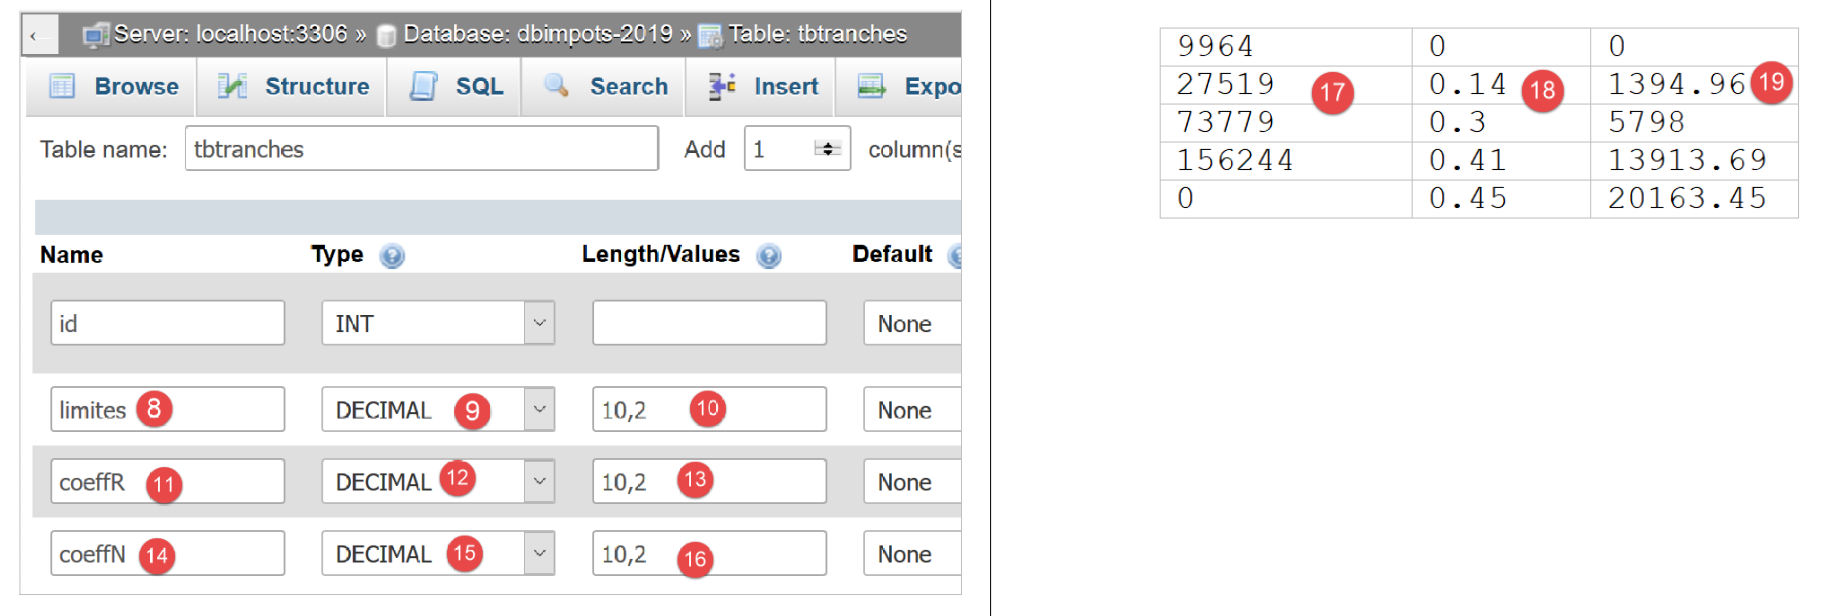 ← Server: localhost:3306 » Database: dbimpots-2019 » Table: tbtranches
Browse Structure SQL Search Insert Expo
Table name: tbtranches Add 1 column(s
Name Type Length/Values Default
id INT None
limites 8 DECIMAL 9 10,2 10 None
coeffR 11 DECIMAL 12 10,2 13 None
coeffN 14 DECIMAL 15 10,2 16 None
9964 0 0
27519 17 0.14 18 1394.96 19
73779 0.3 5798
156244 0.41 13913.69
0 0.45 20163.45